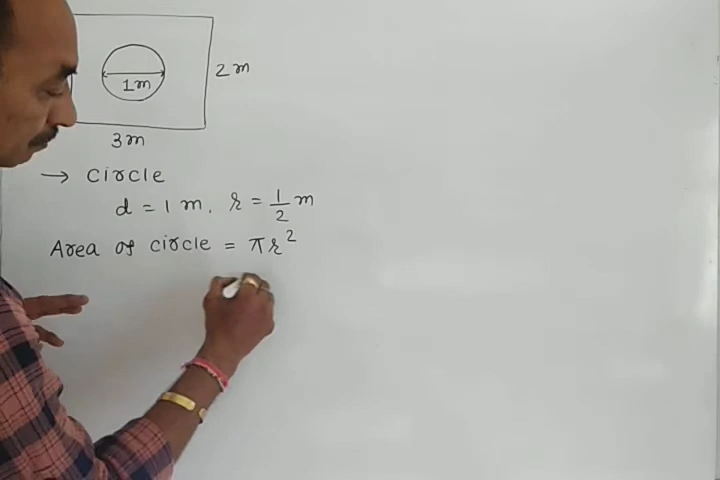 1m
2m
3m
→ circle
d = 1 m, r = 1/2 m
Area of circle = πr²